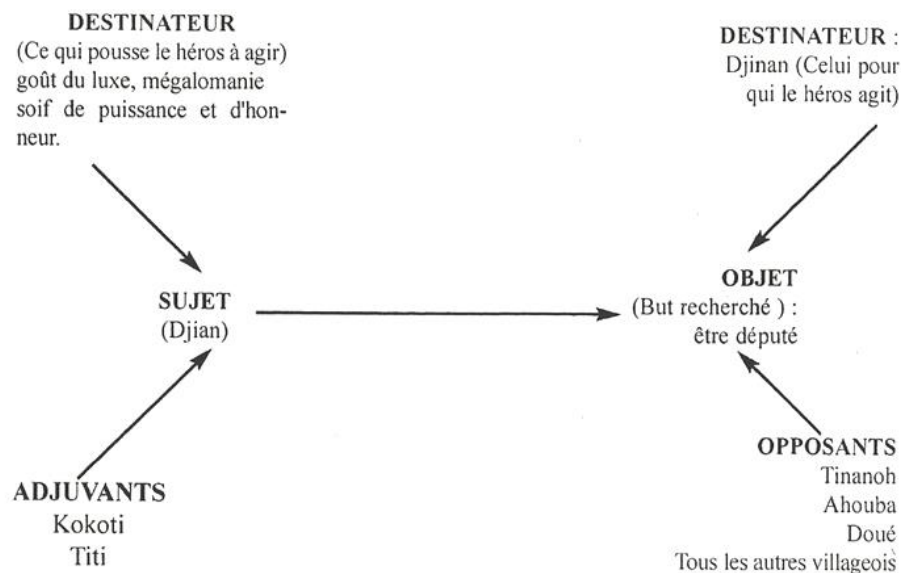 DESTINATEUR
(Ce qui pousse le héros à agir)
goût du luxe, mégalomanie
soif de puissance et d'hon-
neur.
DESTINATEUR :
Djinan (Celui pour
qui le héros agit)
SUJET
(Djian)
OBJET
(But recherché ) :
être député
ADJUVANTS
Kokoti
Titi
OPPOSANTS
Tinanoh
Ahouba
Doué
Tous les autres villageois